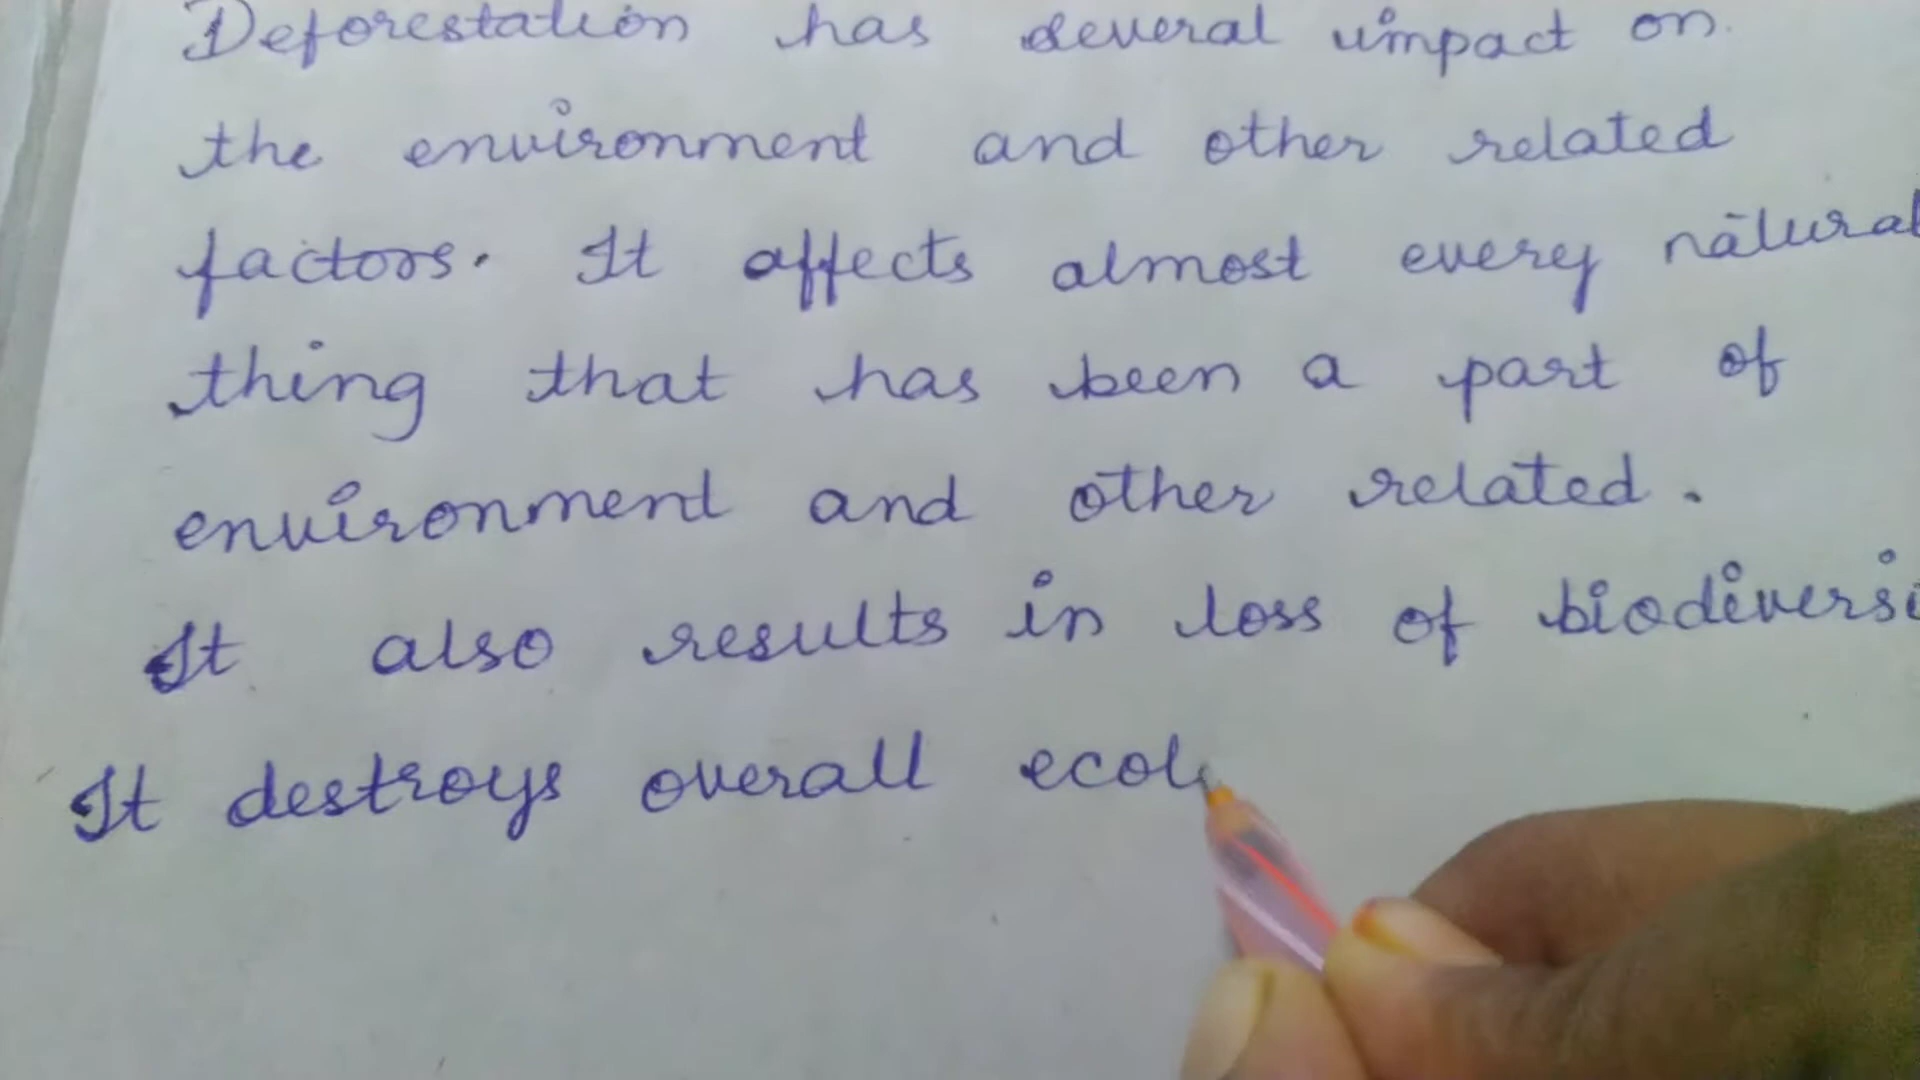 Deforestation has several impact on
the environment and other related
factors. It affects almost every natural
thing that has been a part of
environment and other related.
It also results in loss of biodiversi
It destroys overall ecol